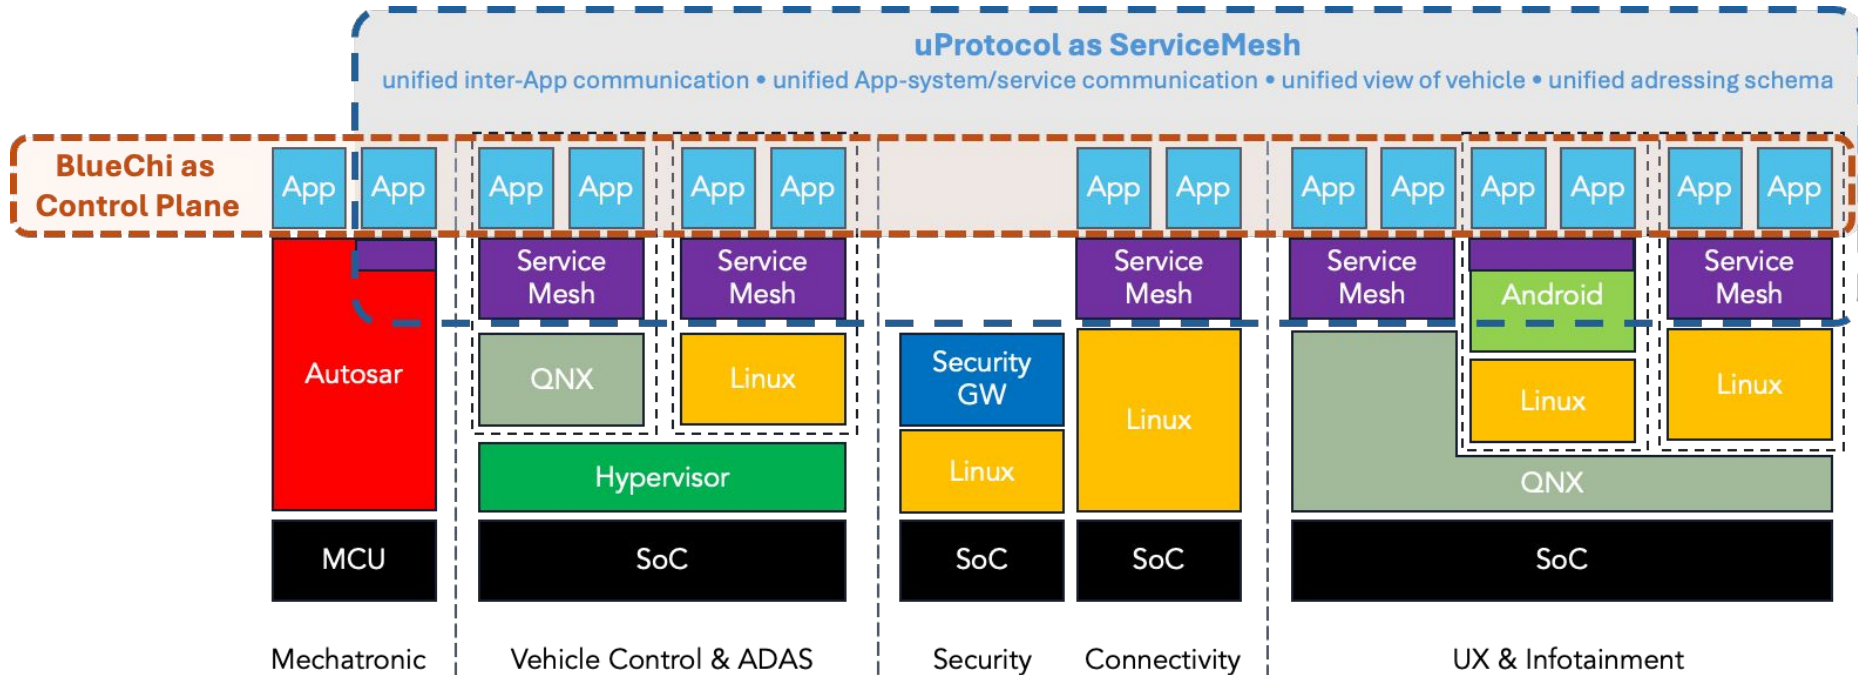 uProtocol as ServiceMesh
unified inter-App communication • unified App-system/service communication • unified view of vehicle • unified adressing schema
BlueChi as
Control Plane
App App App App App App App App App App App App App App
Service
Mesh
Service
Mesh
Service
Mesh
Service
Mesh
Service
Mesh
Android
Autosar
QNX
Linux
Security
GW
Linux
Linux
Linux
Linux
Hypervisor
QNX
MCU
SoC
SoC
SoC
SoC
Mechatronic
Vehicle Control & ADAS
Security
Connectivity
UX & Infotainment